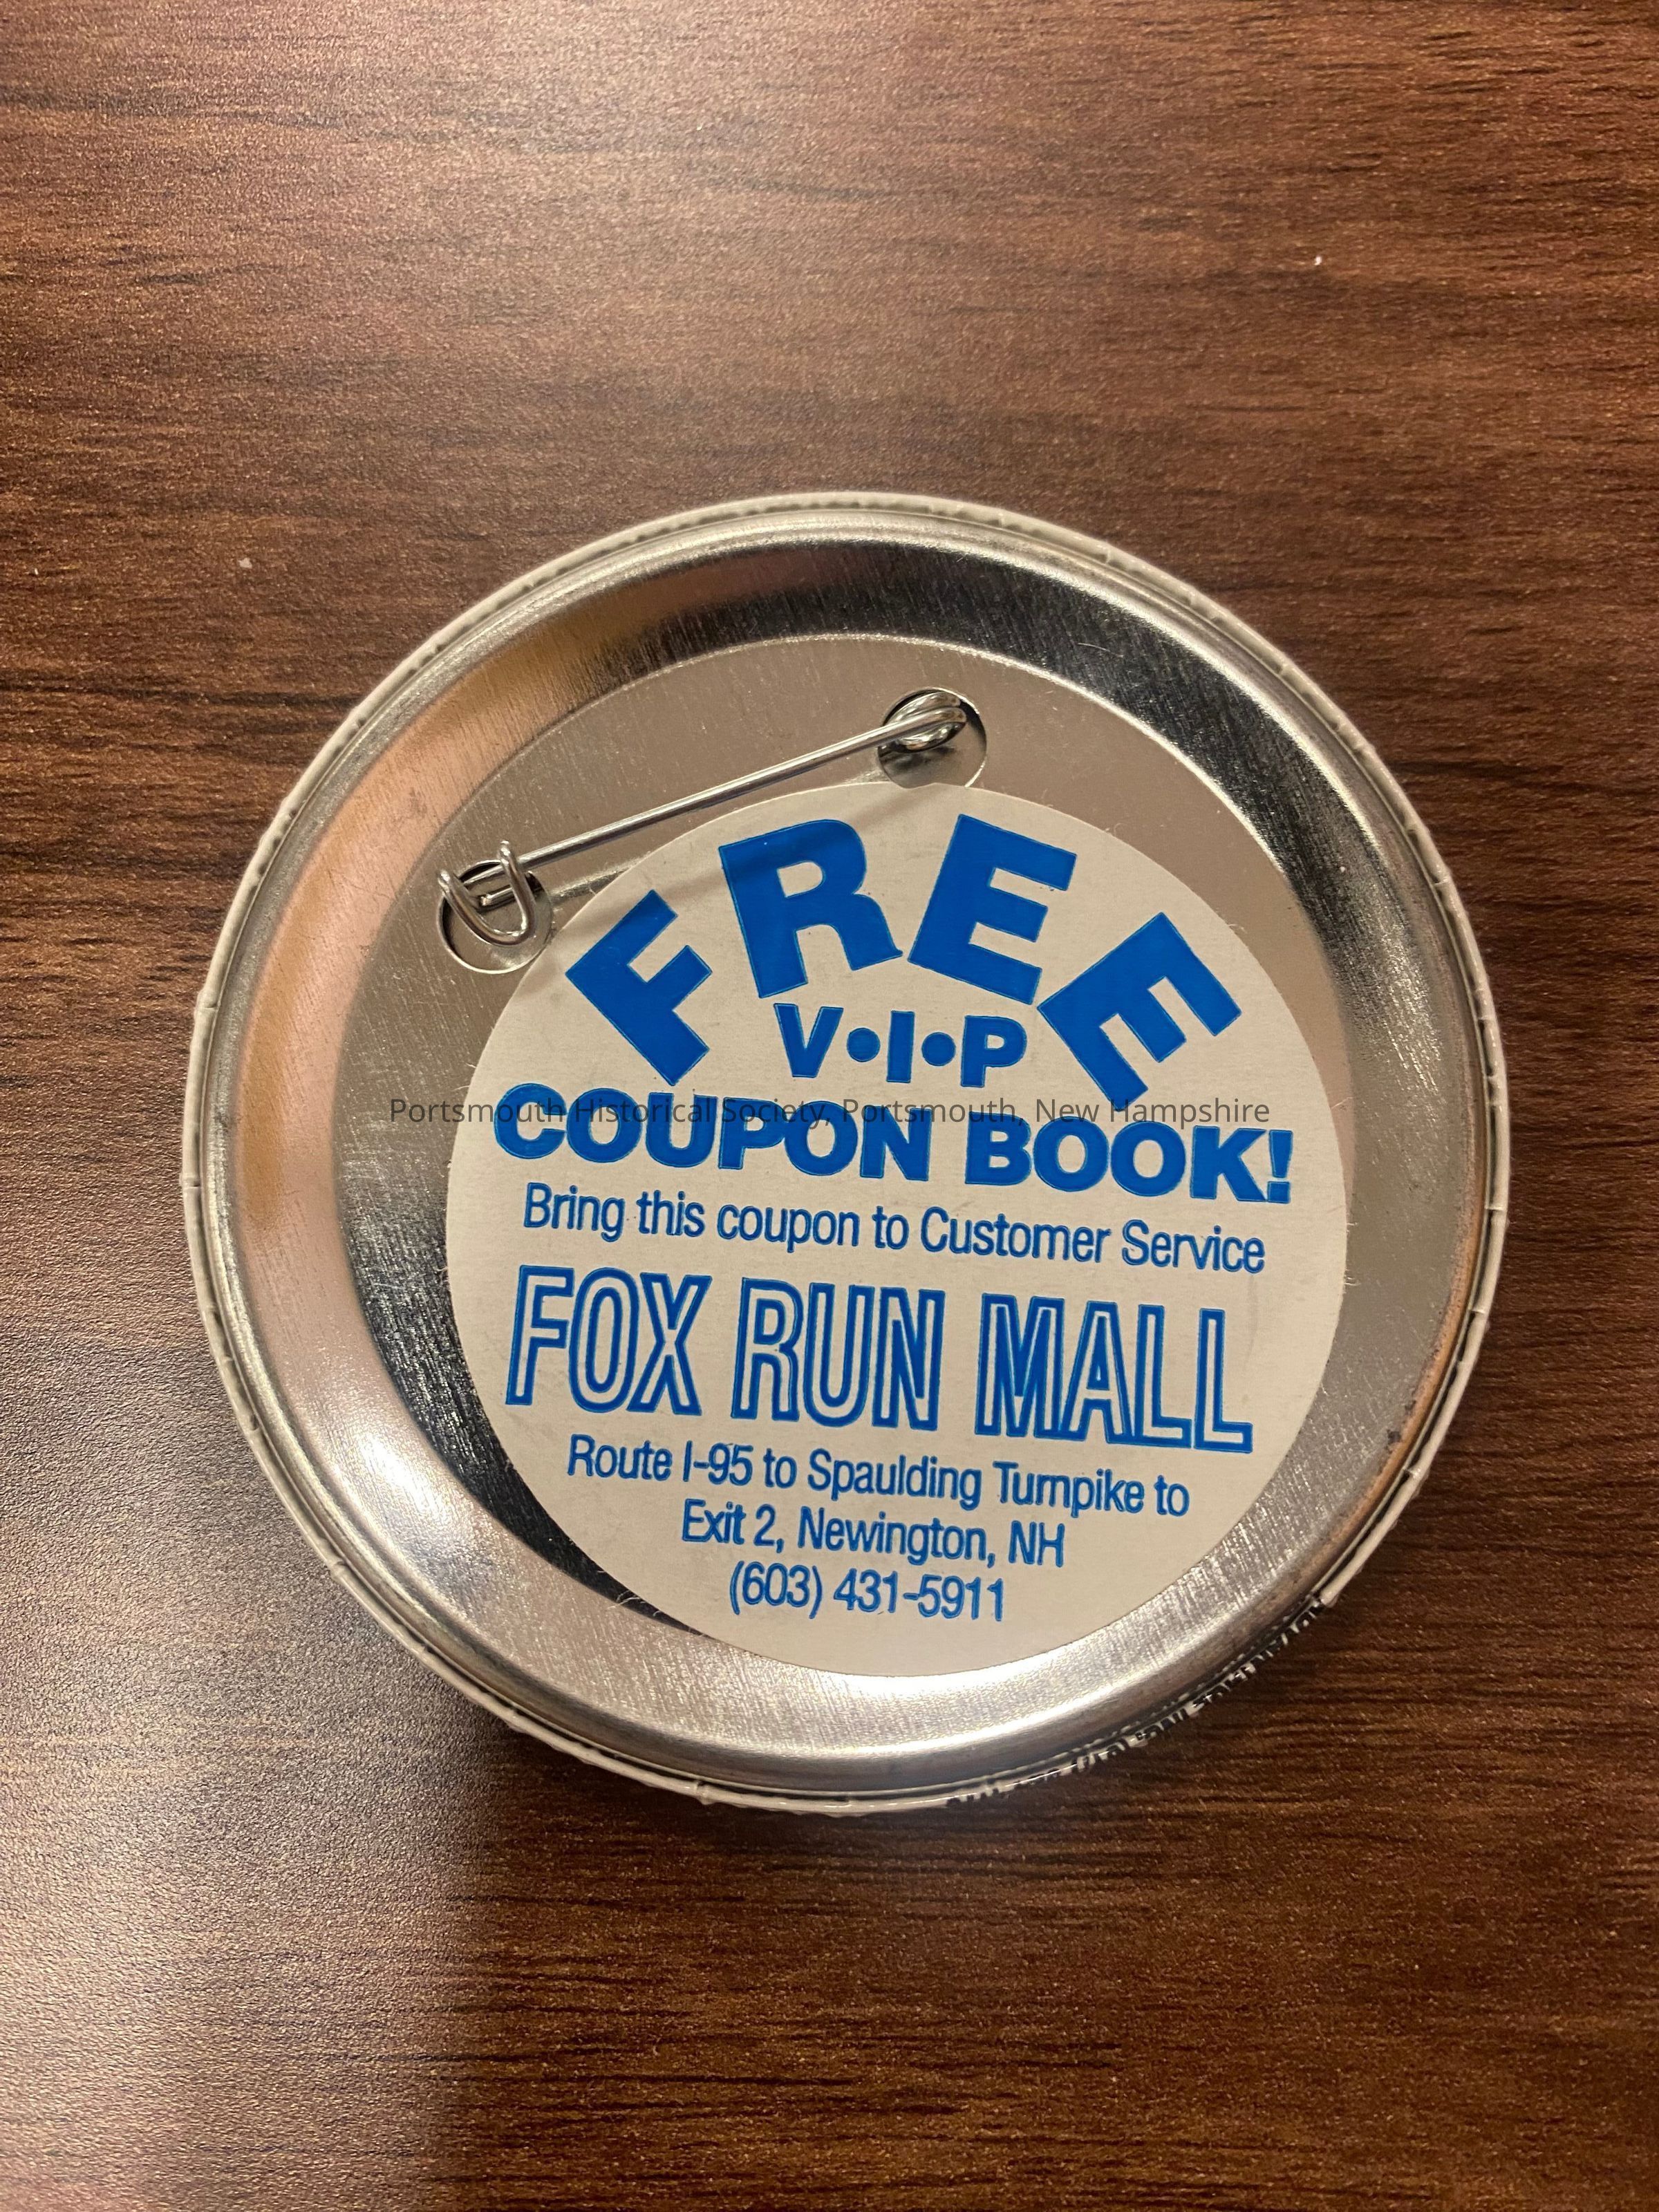 FREE
V•I•P
Portsmouth Historical Society, Portsmouth, New Hampshire
COUPON BOOK!
Bring this coupon to Customer Service
FOX RUN MALL
Route I-95 to Spaulding Turnpike to
Exit 2, Newington, NH
(603) 431-5911